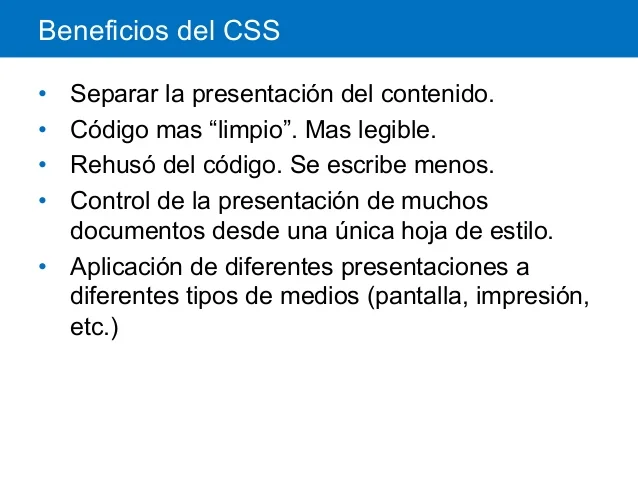 Beneficios del CSS
• Separar la presentación del contenido.
• Código mas “limpio”. Mas legible.
• Rehusó del código. Se escribe menos.
• Control de la presentación de muchos
documentos desde una única hoja de estilo.
• Aplicación de diferentes presentaciones a
diferentes tipos de medios (pantalla, impresión,
etc.)